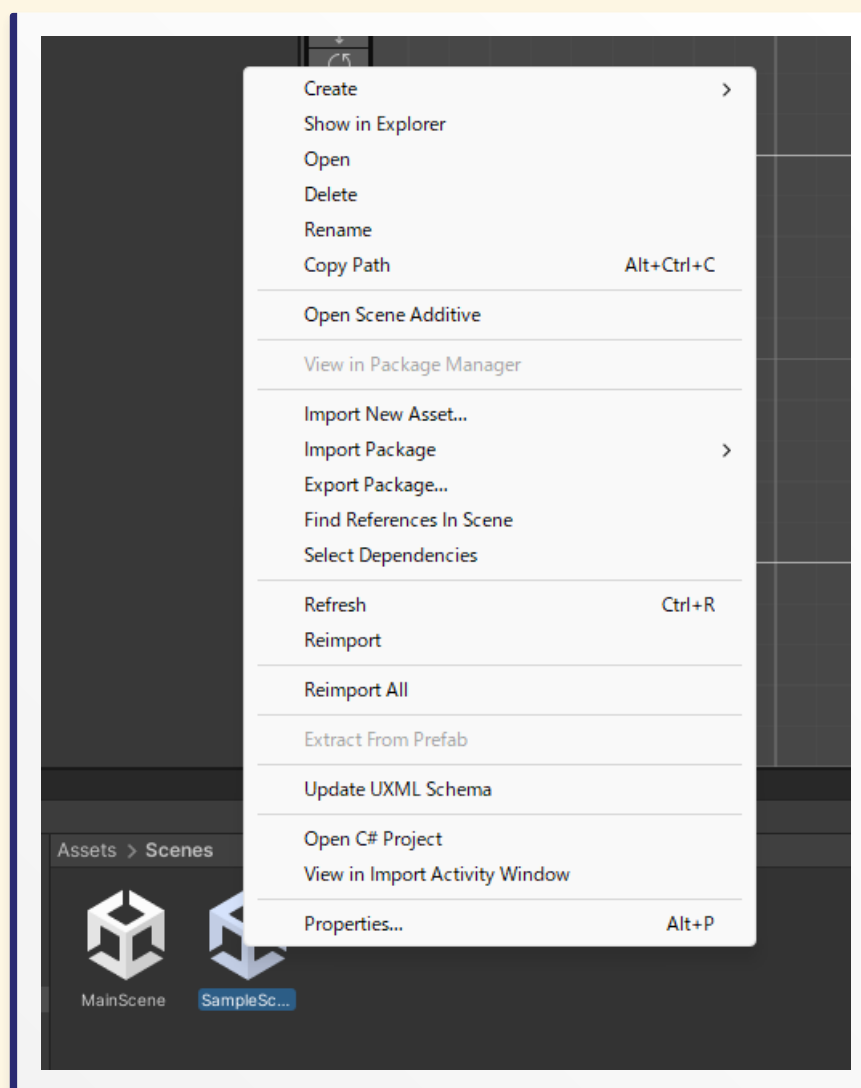 Create
Show in Explorer
Open
Delete
Rename
Copy Path Alt+Ctrl+C
Open Scene Additive
View in Package Manager
Import New Asset...
Import Package
Export Package...
Find References In Scene
Select Dependencies
Refresh Ctrl+R
Reimport
Reimport All
Extract From Prefab
Update UXML Schema
Open C# Project
View in Import Activity Window
Properties... Alt+P
Assets > Scenes
MainScene SampleSc...